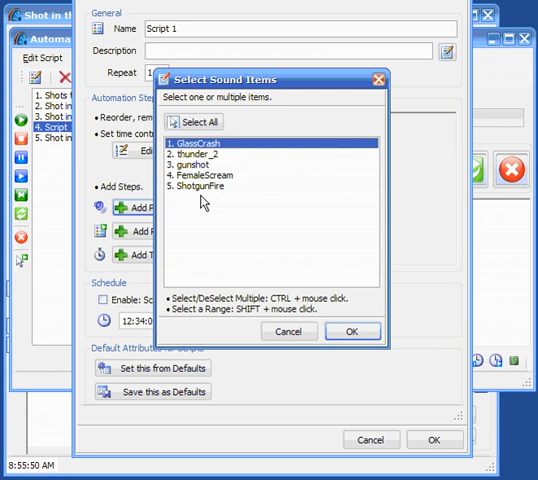 Shot in th
Automa
Edit Script
1. Shots
2. Shot in
3. Shot in
4. Script
5. Shot in
General
Name
Script 1
Description
Repeat
1
Automation Ste
• Reorder, rem
• Set time contr
Edi
• Add Steps.
Add P
Add
Add T
Schedule
Enable: Sc
12:34:0
Default Attributes for Scripts
Set this from Defaults
Save this as Defaults
Cancel
OK
Select Sound Items
Select one or multiple items.
Select All
1. GlassCrash
2. thunder_2
3. gunshot
4. FemaleScream
5. ShotgunFire
• Select/DeSelect Multiple: CTRL + mouse click.
• Select a Range: SHIFT + mouse click.
Cancel
OK
8:55:50 AM